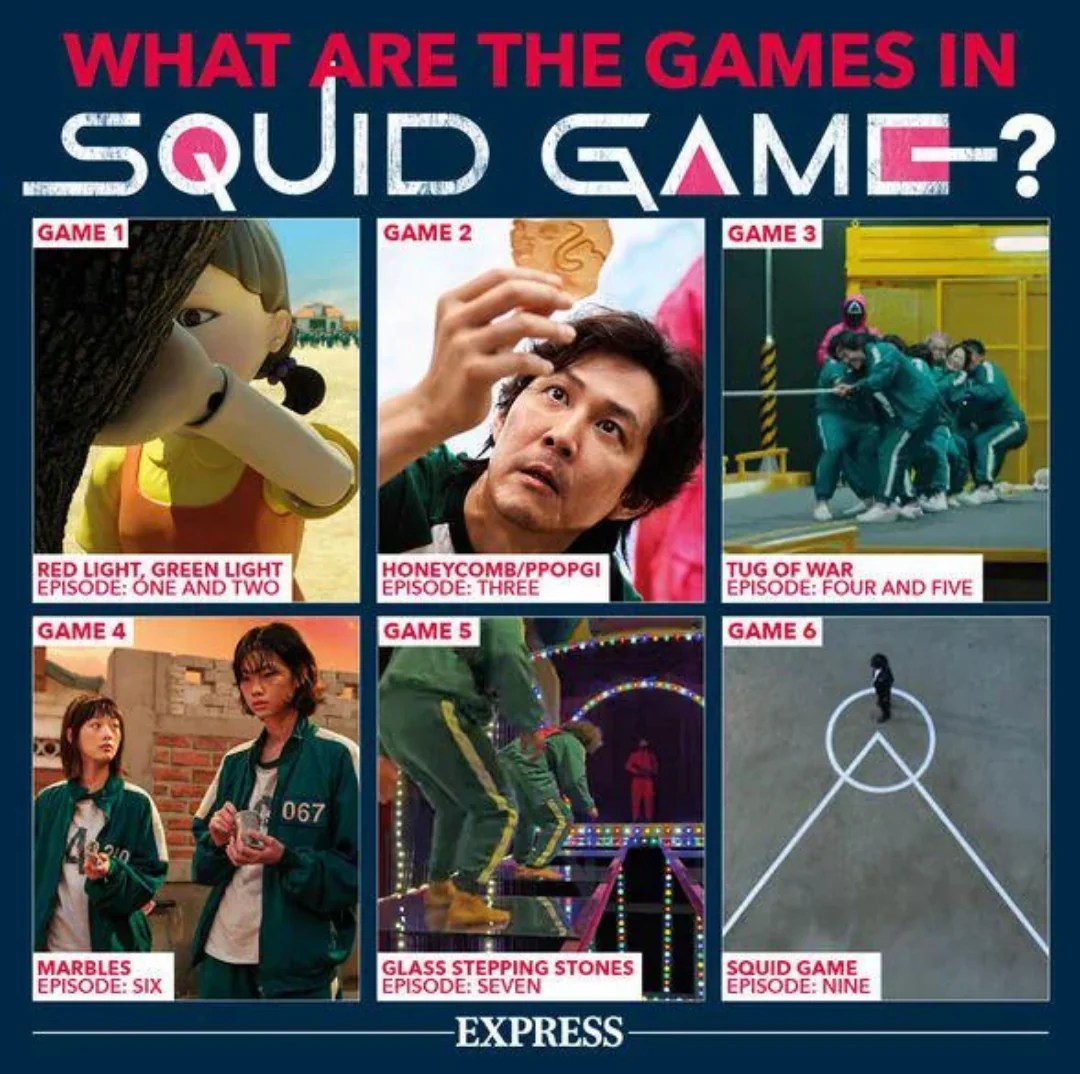 WHAT ARE THE GAMES IN
SQUID GAME?
GAME 1
RED LIGHT, GREEN LIGHT
EPISODE: ONE AND TWO
GAME 2
HONEYCOMB/PPOPGI
EPISODE: THREE
GAME 3
TUG OF WAR
EPISODE: FOUR AND FIVE
GAME 4
067
MARBLES
EPISODE: SIX
GAME 5
GLASS STEPPING STONES
EPISODE: SEVEN
GAME 6
SQUID GAME
EPISODE: NINE
EXPRESS